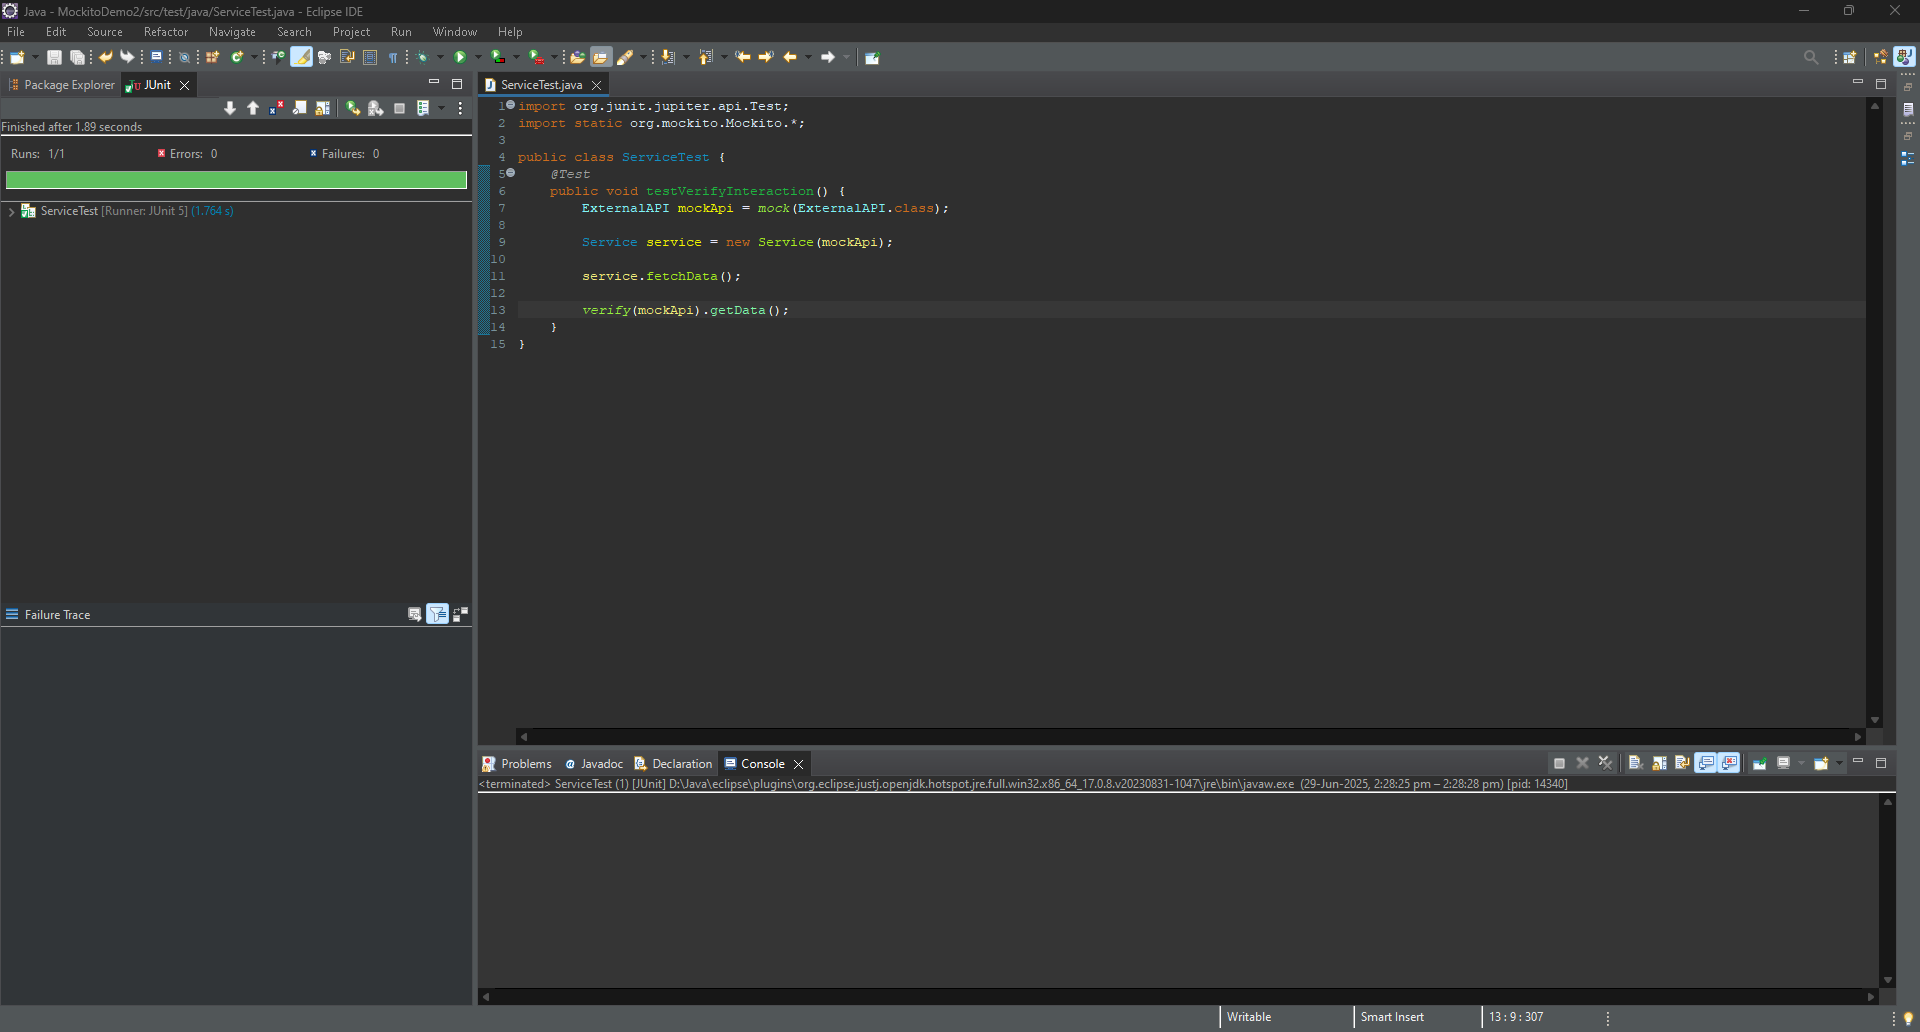 Java - MockitoDemo2/src/test/java/ServiceTest.java - Eclipse IDE
File Edit Source Refactor Navigate Search Project Run Window Help
Package Explorer JUnit
Finished after 1.89 seconds
Runs: 1/1 Errors: 0 Failures: 0
ServiceTest [Runner: JUnit 5] (1.764 s)
Failure Trace
ServiceTest.java
1 import org.junit.jupiter.api.Test;
2 import static org.mockito.Mockito.*;
3
4 public class ServiceTest {
5 @Test
6 public void testVerifyInteraction() {
7 ExternalAPI mockApi = mock(ExternalAPI.class);
8
9 Service service = new Service(mockApi);
10
11 service.fetchData();
12
13 verify(mockApi).getData();
14 }
15 }
Problems Javadoc Declaration Console
<terminated> ServiceTest (1) [JUnit] D:\Java\eclipse\plugins\org.eclipse.justj.openjdk.hotspot.jre.full.win32.x86_64_17.0.8.v20230831-1047\jre\bin\javaw.exe (29-Jun-2025, 2:28:25 pm – 2:28:28 pm) [pid: 14340]
Writable Smart Insert 13 : 9 : 307